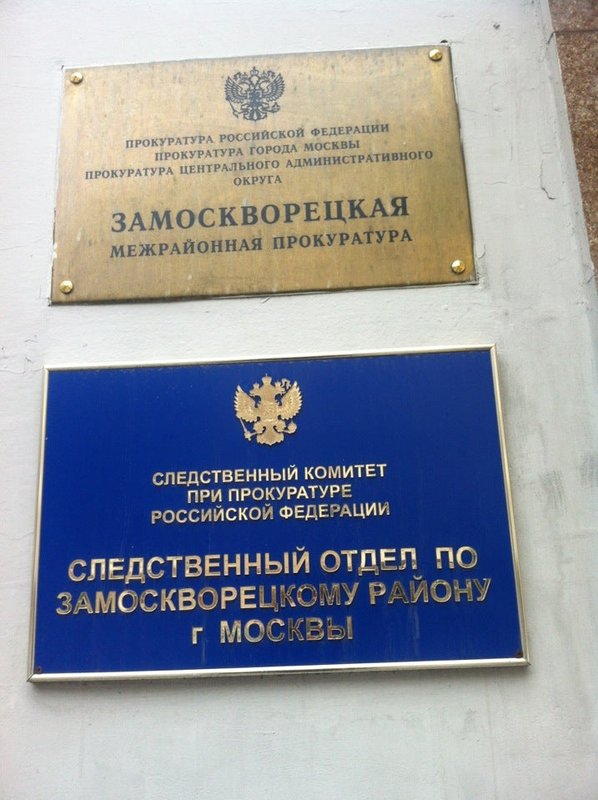 ПРОКУРАТУРА РОССИЙСКОЙ ФЕДЕРАЦИИ
ПРОКУРАТУРА ГОРОДА МОСКВЫ
ПРОКУРАТУРА ЦЕНТРАЛЬНОГО АДМИНИСТРАТИВНОГО
ОКРУГА
ЗАМОСКВОРЕЦКАЯ
МЕЖРАЙОННАЯ ПРОКУРАТУРА
СЛЕДСТВЕННЫЙ КОМИТЕТ
ПРИ ПРОКУРАТУРЕ
РОССИЙСКОЙ ФЕДЕРАЦИИ
СЛЕДСТВЕННЫЙ ОТДЕЛ ПО
ЗАМОСКВОРЕЦКОМУ РАЙОНУ
г МОСКВЫ